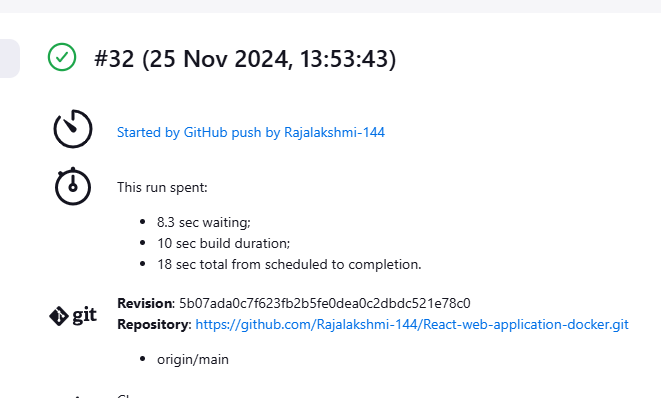 #32 (25 Nov 2024, 13:53:43)
Started by GitHub push by Rajalakshmi-144
This run spent:
8.3 sec waiting;
10 sec build duration;
18 sec total from scheduled to completion.
git
Revision: 5b07ada0c7f623fb2b5fe0dea0c2dbdc521e78c0
Repository: https://github.com/Rajalakshmi-144/React-web-application-docker.git
origin/main